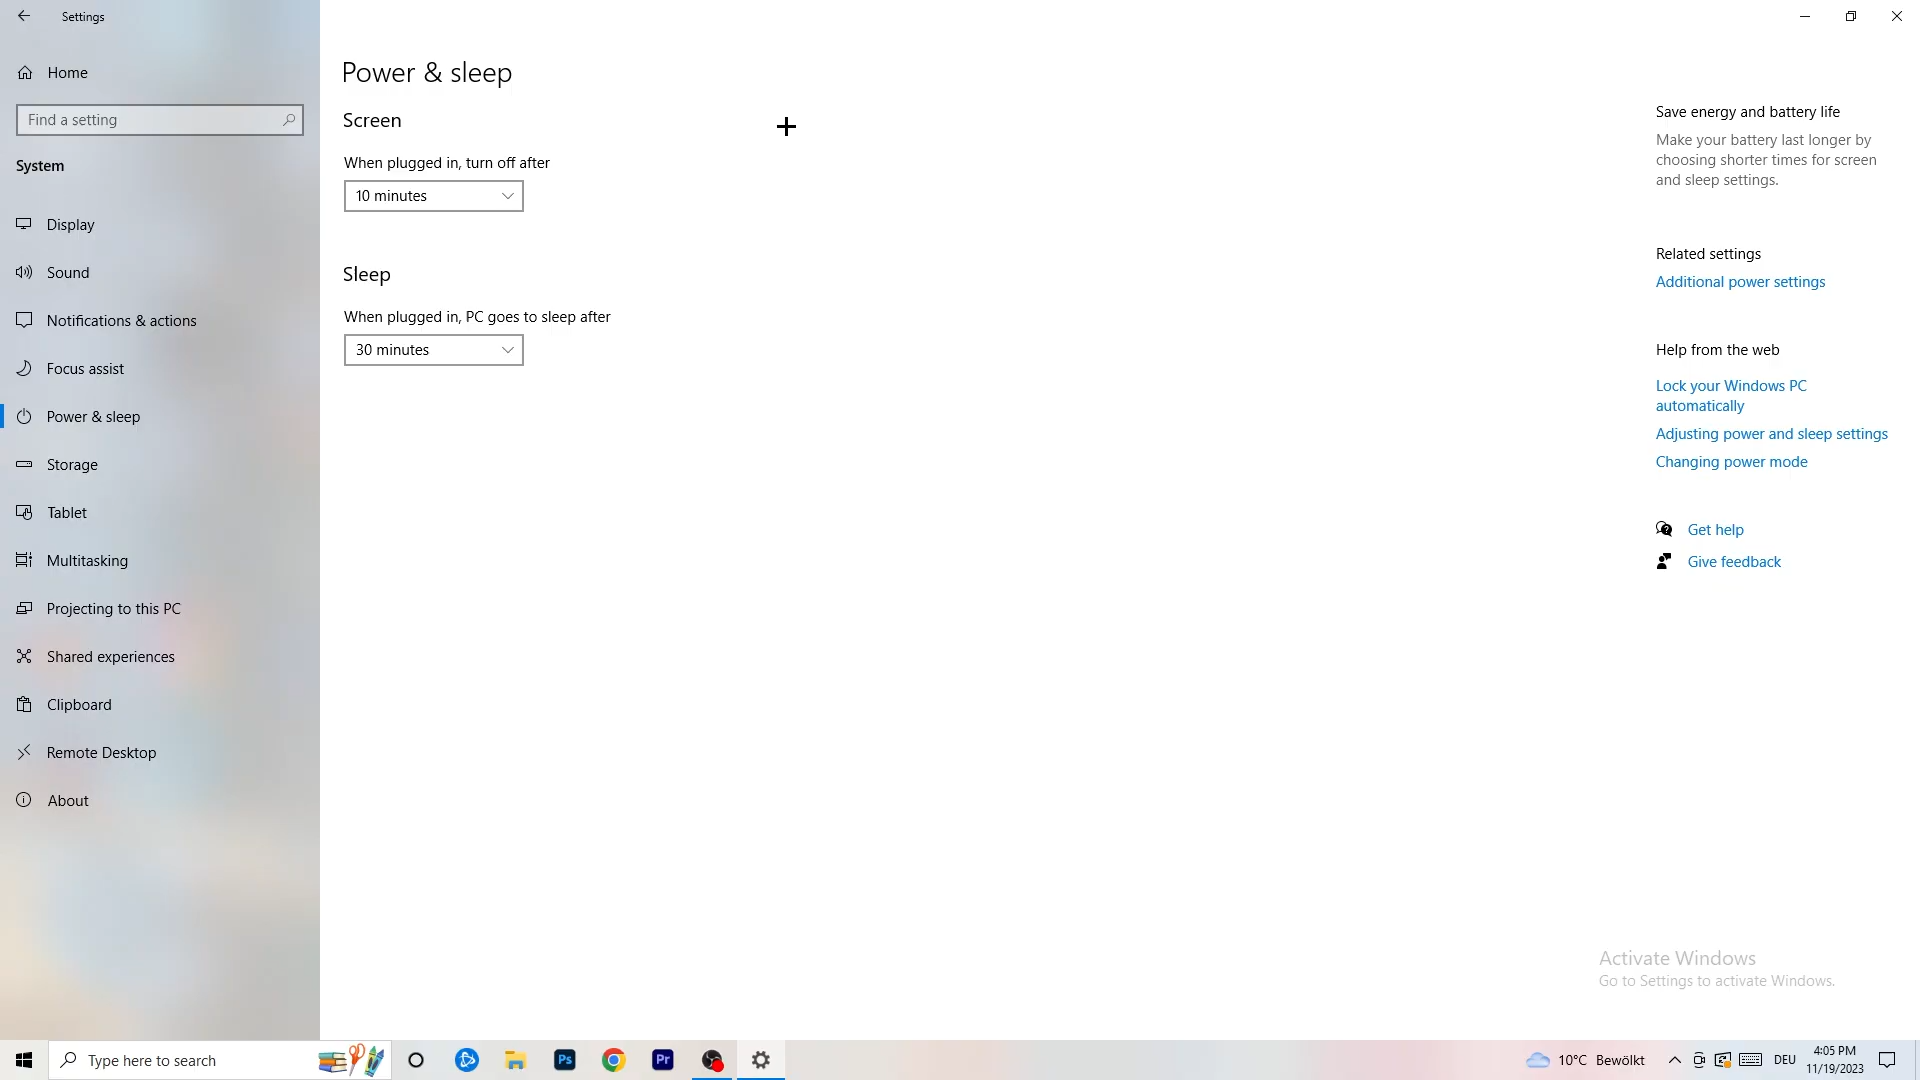 Settings
Home
Find a setting
System
Display
Sound
Notifications & actions
Focus assist
Power & sleep
Storage
Tablet
Multitasking
Projecting to this PC
Shared experiences
Clipboard
Remote Desktop
About
Power & sleep
Screen
When plugged in, turn off after
10 minutes
Sleep
When plugged in, PC goes to sleep after
30 minutes
Save energy and battery life
Make your battery last longer by
choosing shorter times for screen
and sleep settings.
Related settings
Additional power settings
Help from the web
Lock your Windows PC
automatically
Adjusting power and sleep settings
Changing power mode
Get help
Give feedback
Activate Windows
Go to Settings to activate Windows.
Type here to search
Ps
Pr
10°C Bewölkt
DEU
4:05 PM
11/19/2023